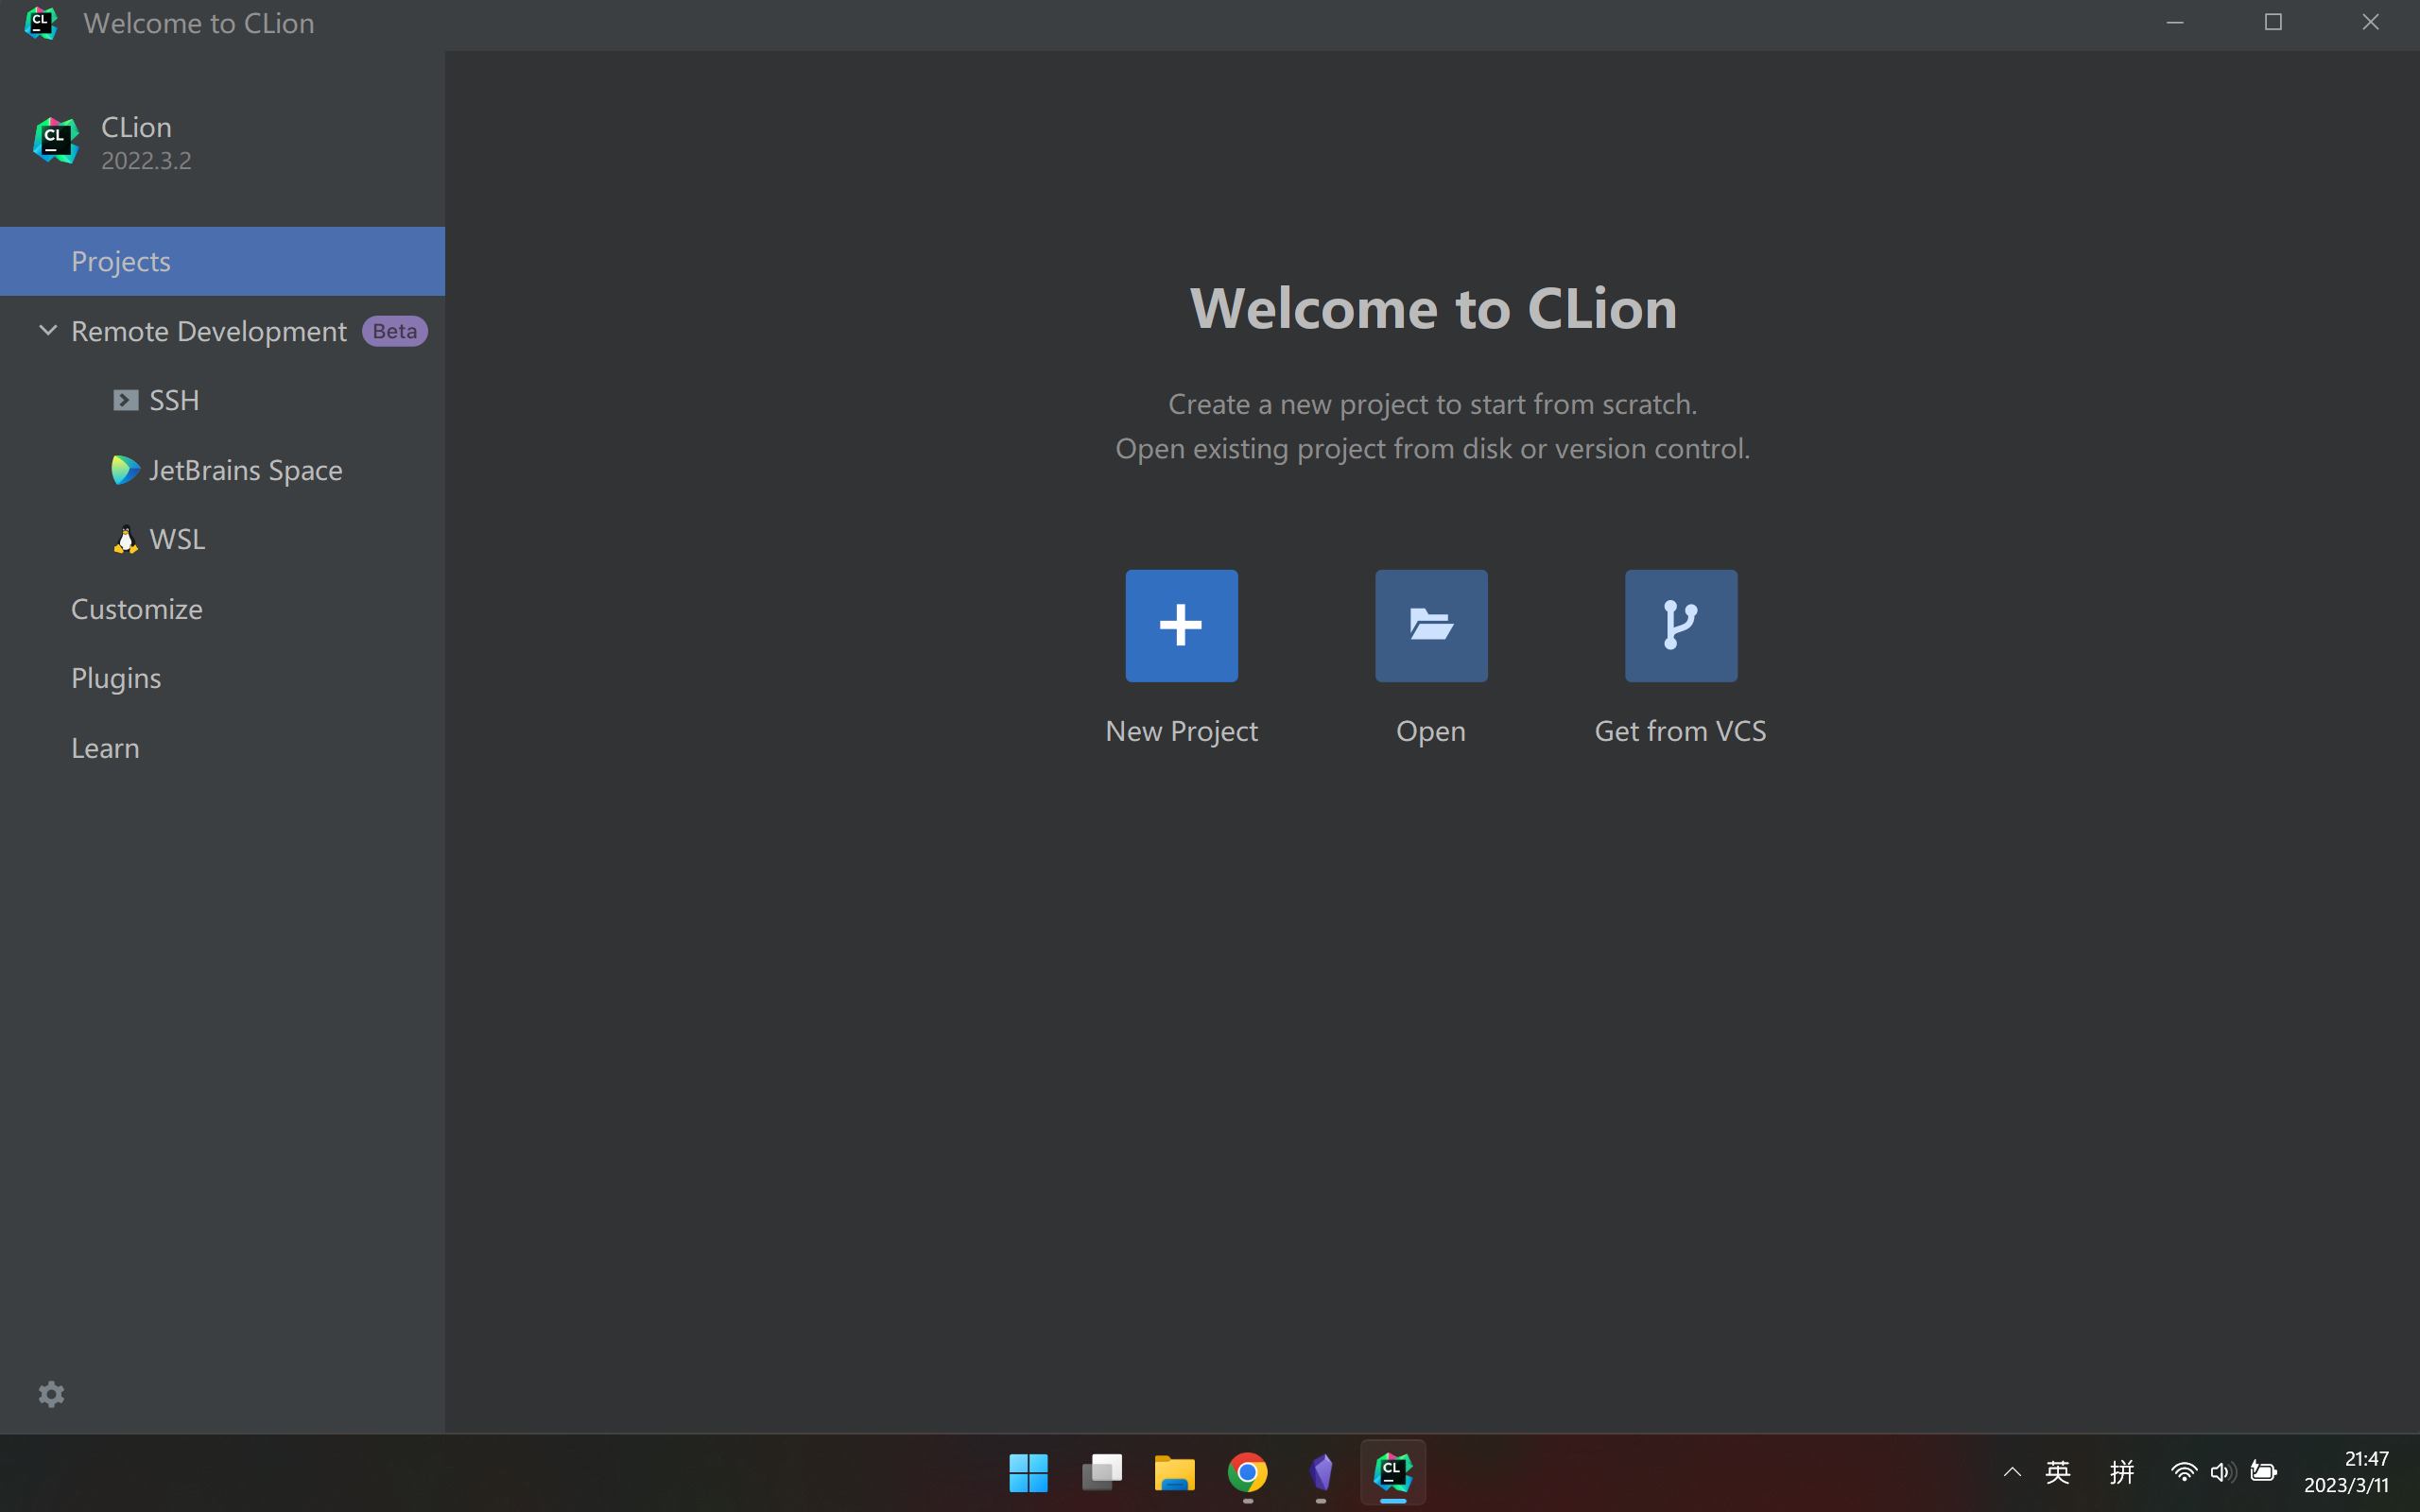 Welcome to CLion
CLion
2022.3.2
Projects
Remote Development Beta
SSH
JetBrains Space
WSL
Customize
Plugins
Learn
Welcome to CLion
Create a new project to start from scratch.
Open existing project from disk or version control.
New Project
Open
Get from VCS
英
拼
21:47
2023/3/11